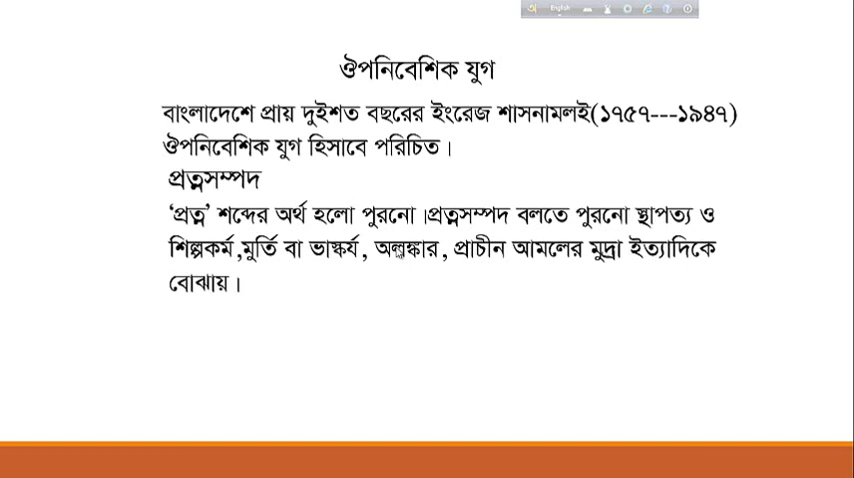 অ English
ঔপনিবেশিক যুগ
বাংলাদেশে প্রায় দুইশত বছরের ইংরেজ শাসনামলই(১৭৫৭---১৯৪৭)
ঔপনিবেশিক যুগ হিসাবে পরিচিত।
প্রত্নসম্পদ
‘প্রত্ন’ শব্দের অর্থ হলো পুরনো।প্রত্নসম্পদ বলতে পুরনো স্থাপত্য ও
শিল্পকর্ম,মুর্তি বা ভাস্কর্য, অলঙ্কার, প্রাচীন আমলের মুদ্রা ইত্যাদিকে
বোঝায়।